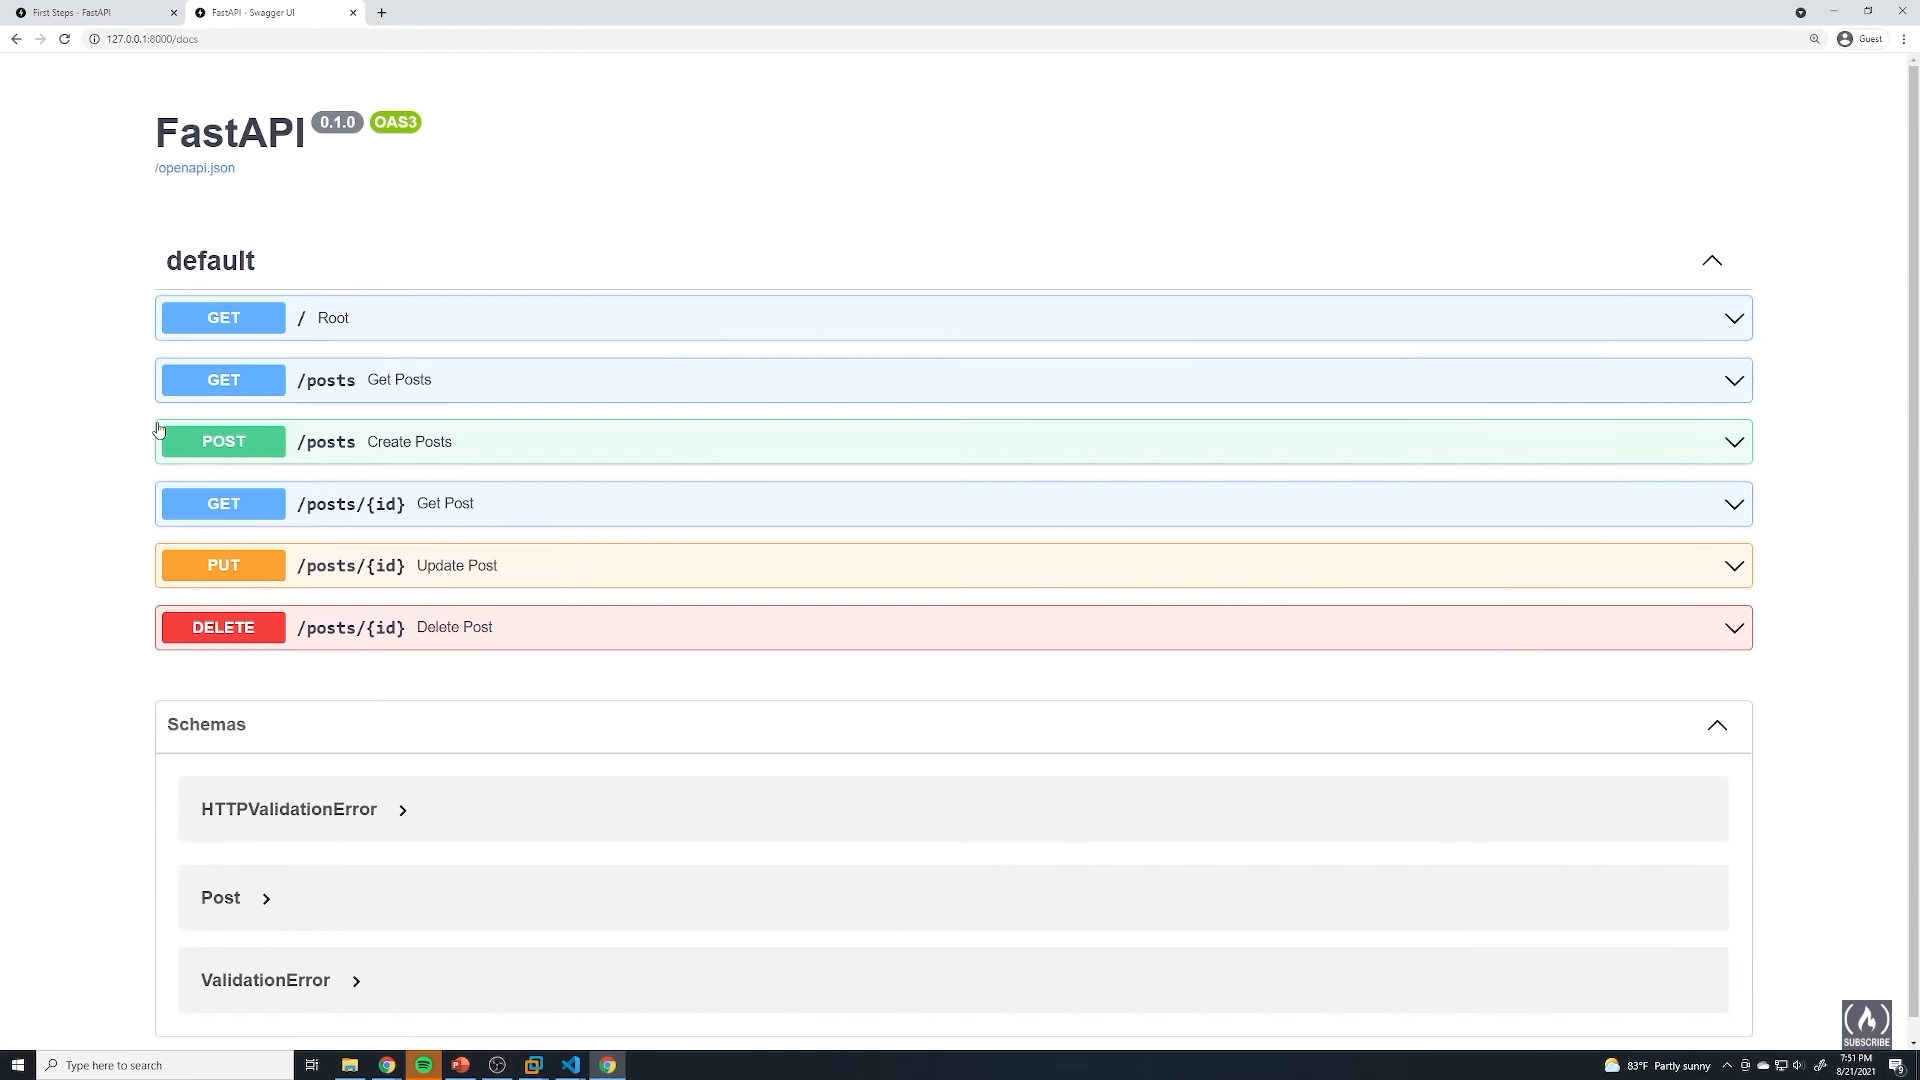 First Steps - FastAPI
FastAPI - Swagger UI
127.0.0.1:8000/docs
Guest
FastAPI 0.1.0 OAS3
/openapi.json
default
GET / Root
GET /posts Get Posts
POST /posts Create Posts
GET /posts/{id} Get Post
PUT /posts/{id} Update Post
DELETE /posts/{id} Delete Post
Schemas
HTTPValidationError
Post
ValidationError
SUBSCRIBE
Type here to search
83°F Partly sunny
7:51 PM
8/21/2021
9